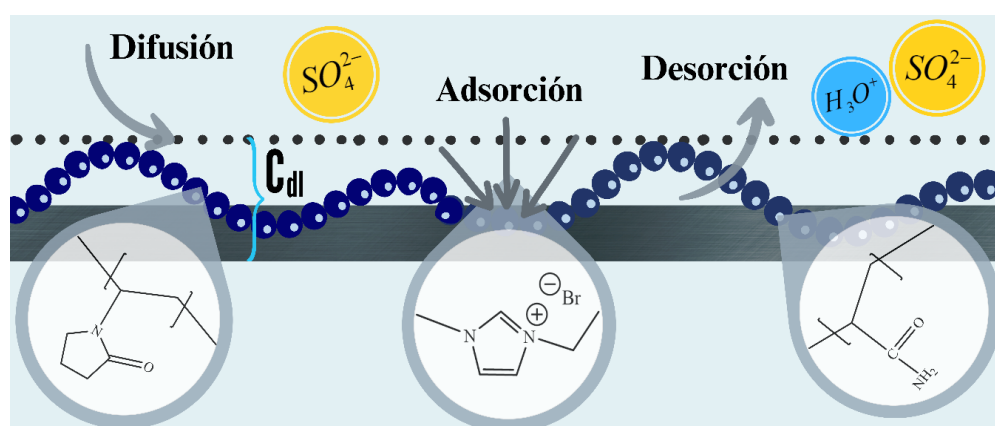 Difusión
SO₄²⁻
Adsorción
Desorción
H₃O⁺
SO₄²⁻
Cdl
N
O
N
N
+
−
Br
C
O
NH₂